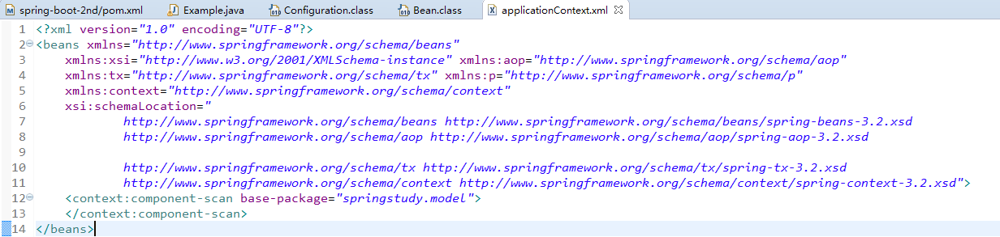 spring-boot-2nd/pom.xml Example.java Configuration.class Bean.class applicationContext.xml
1 <?xml version="1.0" encoding="UTF-8"?>
2 <beans xmlns="http://www.springframework.org/schema/beans"
3 xmlns:xsi="http://www.w3.org/2001/XMLSchema-instance" xmlns:aop="http://www.springframework.org/schema/aop"
4 xmlns:tx="http://www.springframework.org/schema/tx" xmlns:p="http://www.springframework.org/schema/p"
5 xmlns:context="http://www.springframework.org/schema/context"
6 xsi:schemaLocation="
7 http://www.springframework.org/schema/beans http://www.springframework.org/schema/beans/spring-beans-3.2.xsd
8 http://www.springframework.org/schema/aop http://www.springframework.org/schema/aop/spring-aop-3.2.xsd
9
10 http://www.springframework.org/schema/tx http://www.springframework.org/schema/tx/spring-tx-3.2.xsd
11 http://www.springframework.org/schema/context http://www.springframework.org/schema/context/spring-context-3.2.xsd">
12 <context:component-scan base-package="springstudy.model">
13 </context:component-scan>
14 </beans>